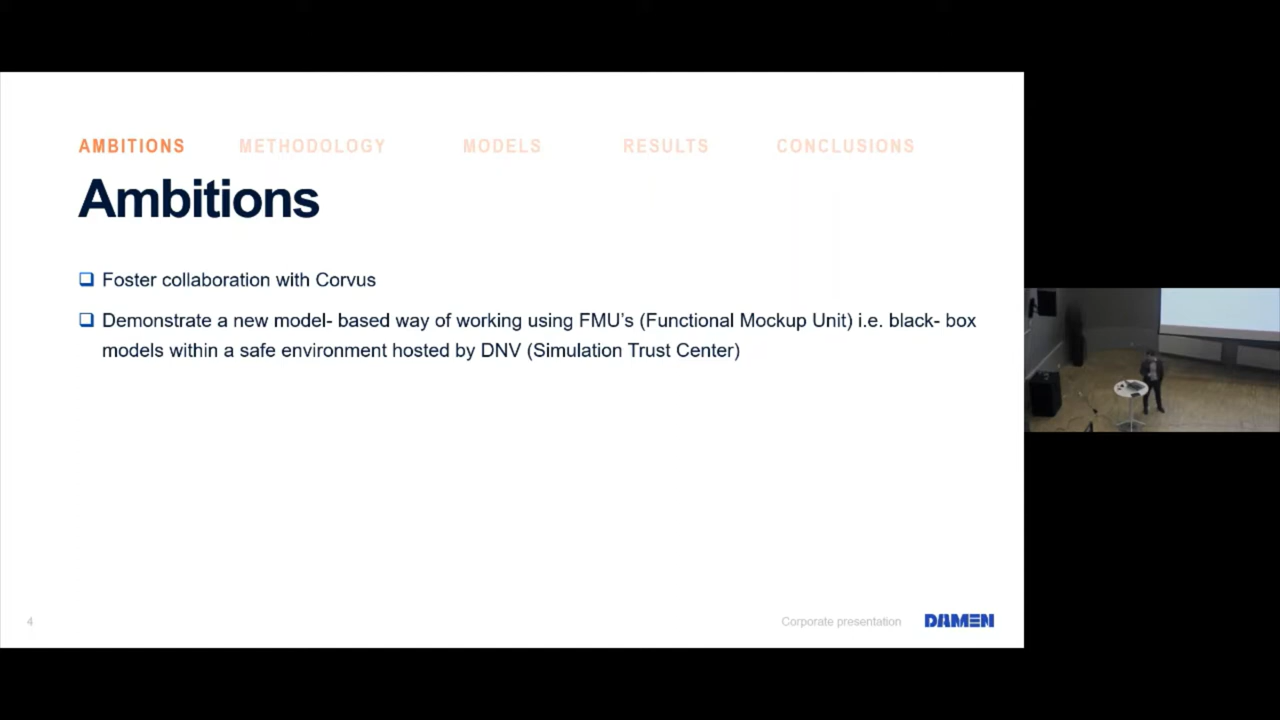 AMBITIONS METHODOLOGY MODELS RESULTS CONCLUSIONS
Ambitions
Foster collaboration with Corvus
Demonstrate a new model- based way of working using FMU's (Functional Mockup Unit) i.e. black- box
models within a safe environment hosted by DNV (Simulation Trust Center)
4
Corporate presentation
DAMEN